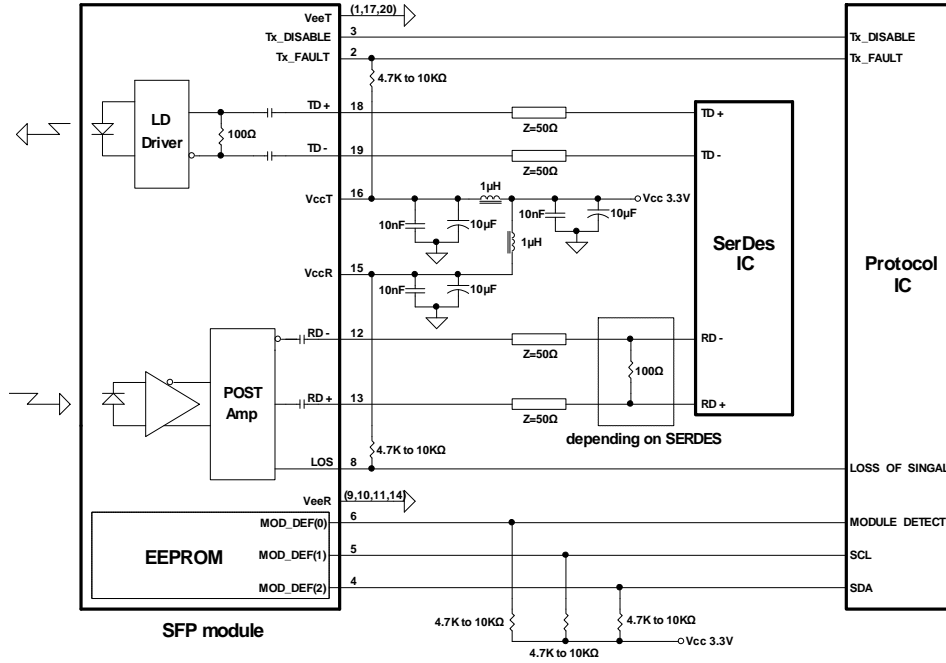 VeeT (1,17,20)
Tx_DISABLE 3 Tx_DISABLE
Tx_FAULT 2 Tx_FAULT
4.7K to 10KΩ
LD
Driver
100Ω
TD+ 18 Z=50Ω TD+
TD- 19 Z=50Ω TD-
VccT 16 1µH Vcc 3.3V
10nF 10µF 10nF 10µF
1µH
SerDes
IC
Protocol
IC
VccR 15
10nF 10µF
RD- 12 Z=50Ω RD-
100Ω
POST
Amp
RD+ 13 Z=50Ω RD+
depending on SERDES
4.7K to 10KΩ
LOS 8 LOSS OF SINGAL
VeeR (9,10,11,14)
MOD_DEF(0) 6 MODULE DETECT
EEPROM
MOD_DEF(1) 5 SCL
MOD_DEF(2) 4 SDA
4.7K to 10KΩ 4.7K to 10KΩ
4.7K to 10KΩ
Vcc 3.3V
SFP module